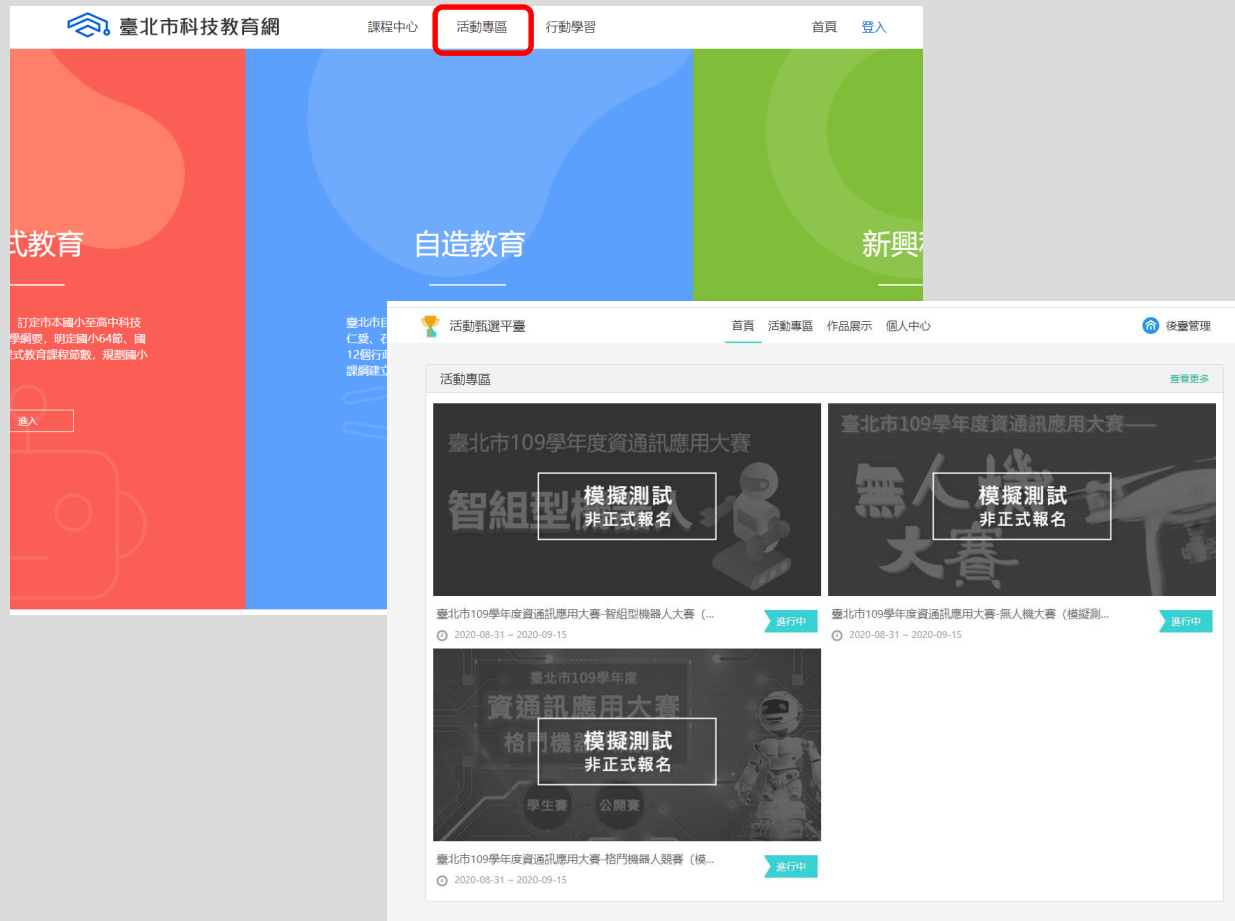 臺北市科技教育網
課程中心
活動專區
行動學習
首頁
登入
式教育
訂定市本國小至高中科技
學綱要，明定國小64節、國
程式教育課程節數，規劃國小
進入
自造教育
臺北市
仁愛、
12個行政
課綱建立
新興
活動甄選平臺
首頁
活動專區
作品展示
個人中心
後臺管理
活動專區
查看更多
臺北市109學年度資通訊應用大賽
智組型機器人
模擬測試
非正式報名
臺北市109學年度資通訊應用大賽——
無人機
大賽
模擬測試
非正式報名
臺北市109學年度資通訊應用大賽-智組型機器人大賽（...
進行中
2020-08-31 ~ 2020-09-15
臺北市109學年度資通訊應用大賽-無人機大賽（模擬測...
進行中
2020-08-31 ~ 2020-09-15
臺北市109學年度
資通訊應用大賽
格鬥機器
模擬測試
非正式報名
學生賽
公開賽
臺北市109學年度資通訊應用大賽-格鬥機器人競賽（模...
進行中
2020-08-31 ~ 2020-09-15